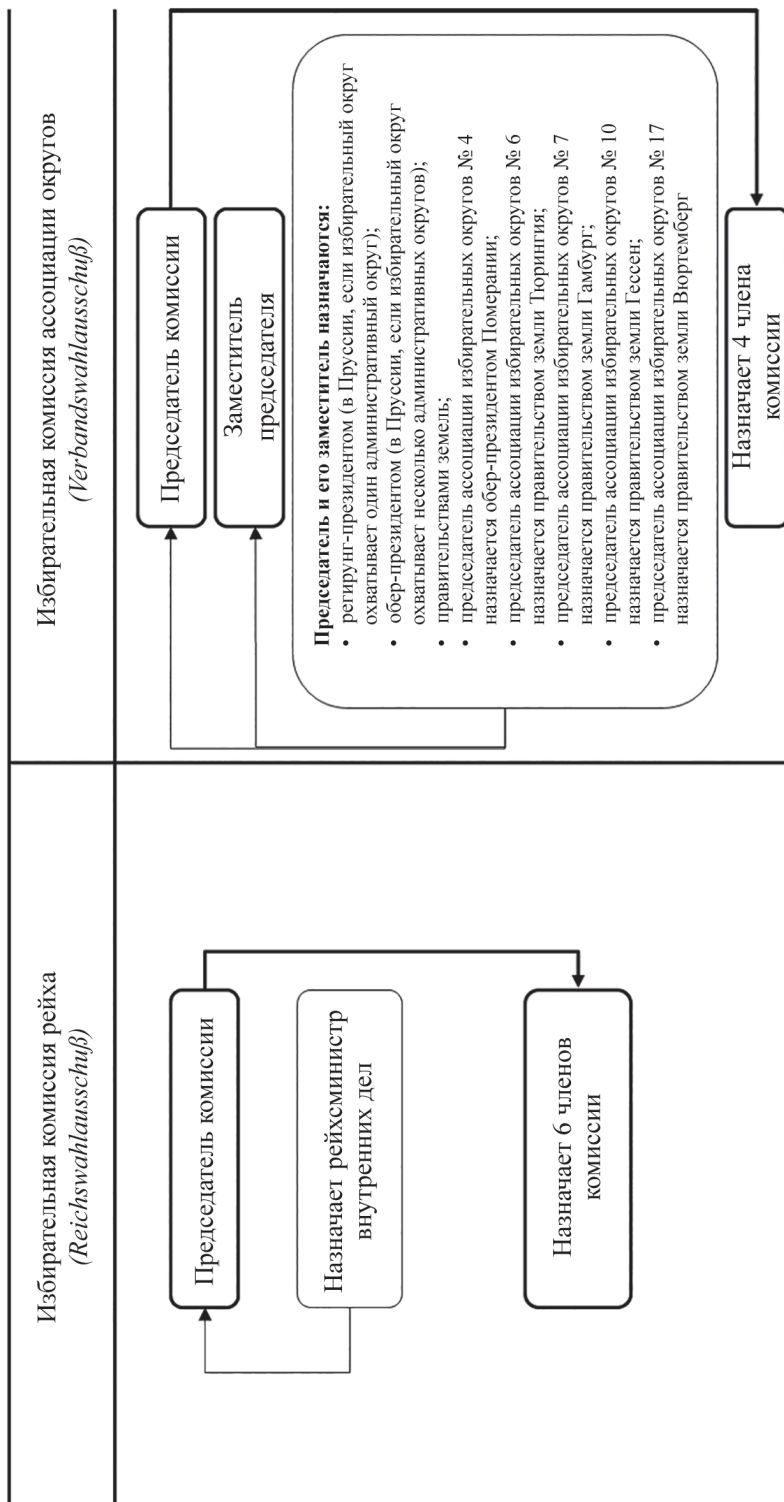 Избирательная комиссия рейха
(Reichswahlausschuß)
Председатель комиссии
Назначает рейхсминистр
внутренних дел
Назначает 6 членов
комиссии
Избирательная комиссия ассоциации округов
(Verbandswahlausschuß)
Председатель комиссии
Заместитель
председателя
Председатель и его заместитель назначаются:
• регирунг-президентом (в Пруссии, если избирательный округ
охватывает один административный округ);
• обер-президентом (в Пруссии, если избирательный округ
охватывает несколько административных округов);
• правительствами земель;
• председатель ассоциации избирательных округов № 4
назначается обер-президентом Померании;
• председатель ассоциации избирательных округов № 6
назначается правительством земли Тюрингия;
• председатель ассоциации избирательных округов № 7
назначается правительством земли Гамбург;
• председатель ассоциации избирательных округов № 10
назначается правительством земли Гессен;
• председатель ассоциации избирательных округов № 17
назначается правительством земли Вюртемберг
Назначает 4 члена
комиссии